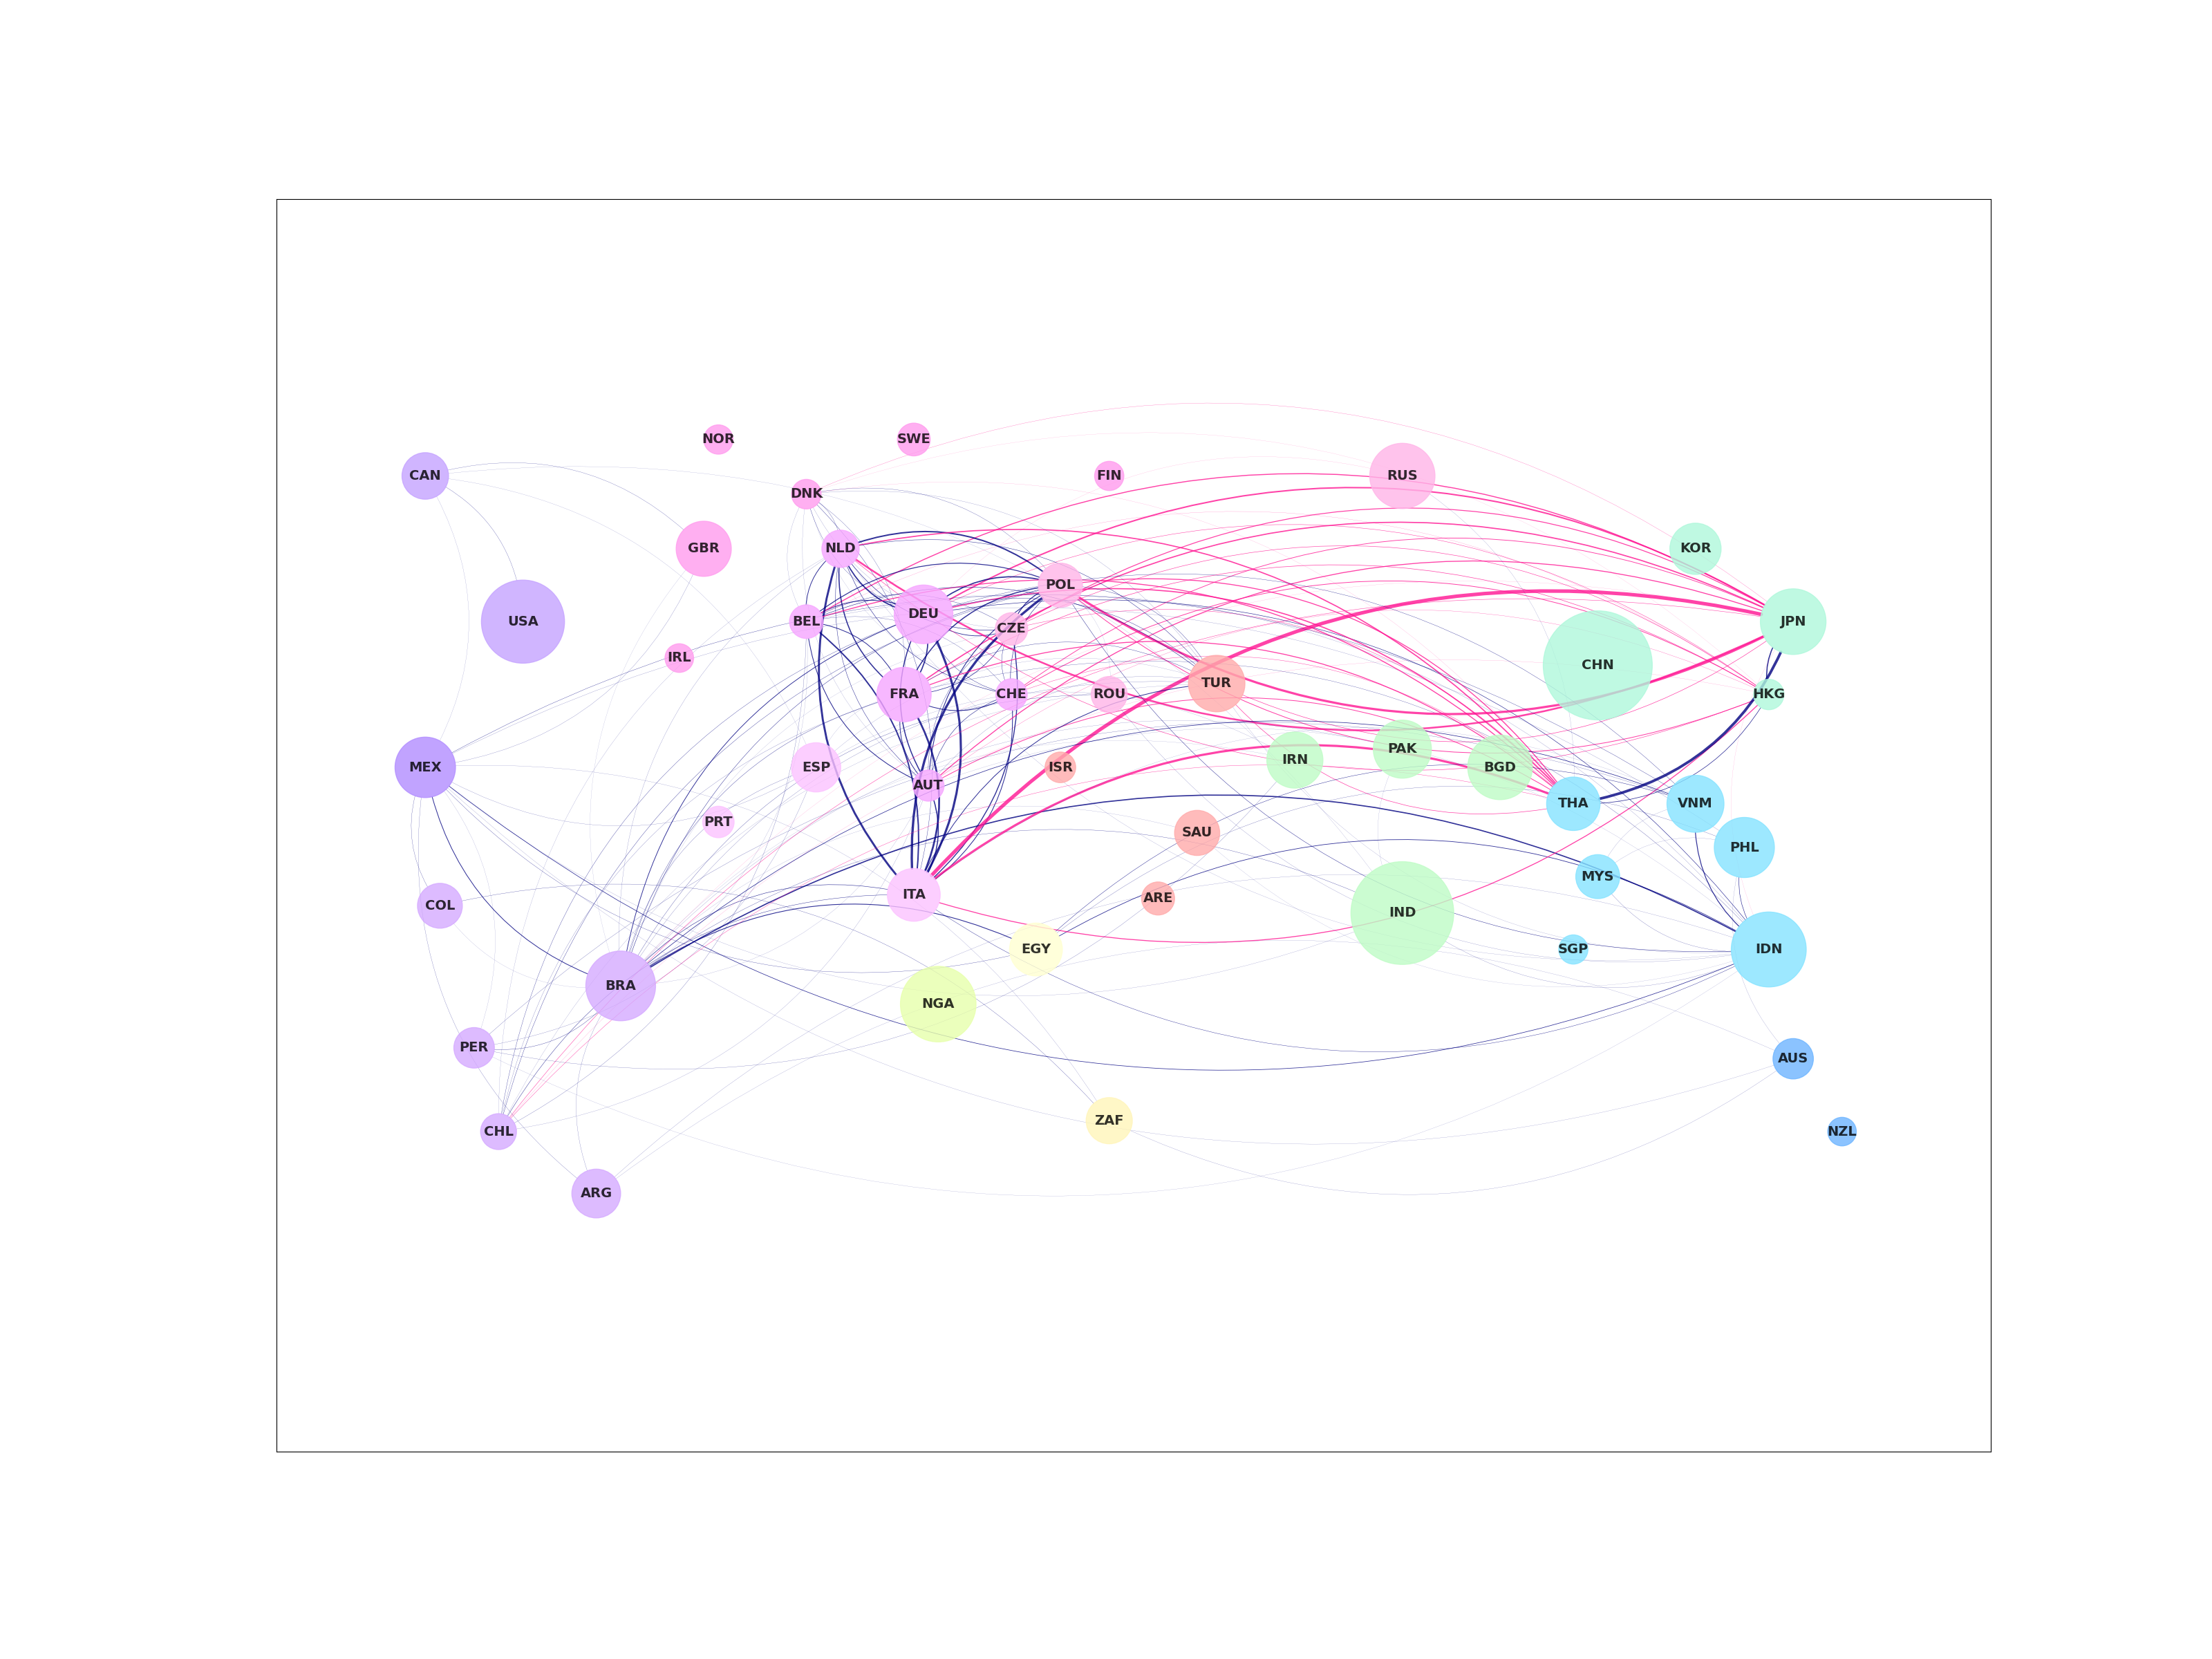 NOR
SWE
CAN
FIN
RUS
DNK
GBR
NLD
KOR
POL
DEU
USA
BEL
CZE
JPN
IRL
CHN
TUR
FRA
CHE
ROU
HKG
MEX
ESP
ISR
IRN
PAK
BGD
AUT
THA
VNM
PRT
SAU
PHL
MYS
ITA
ARE
COL
IND
EGY
SGP
IDN
BRA
NGA
PER
AUS
ZAF
CHL
NZL
ARG